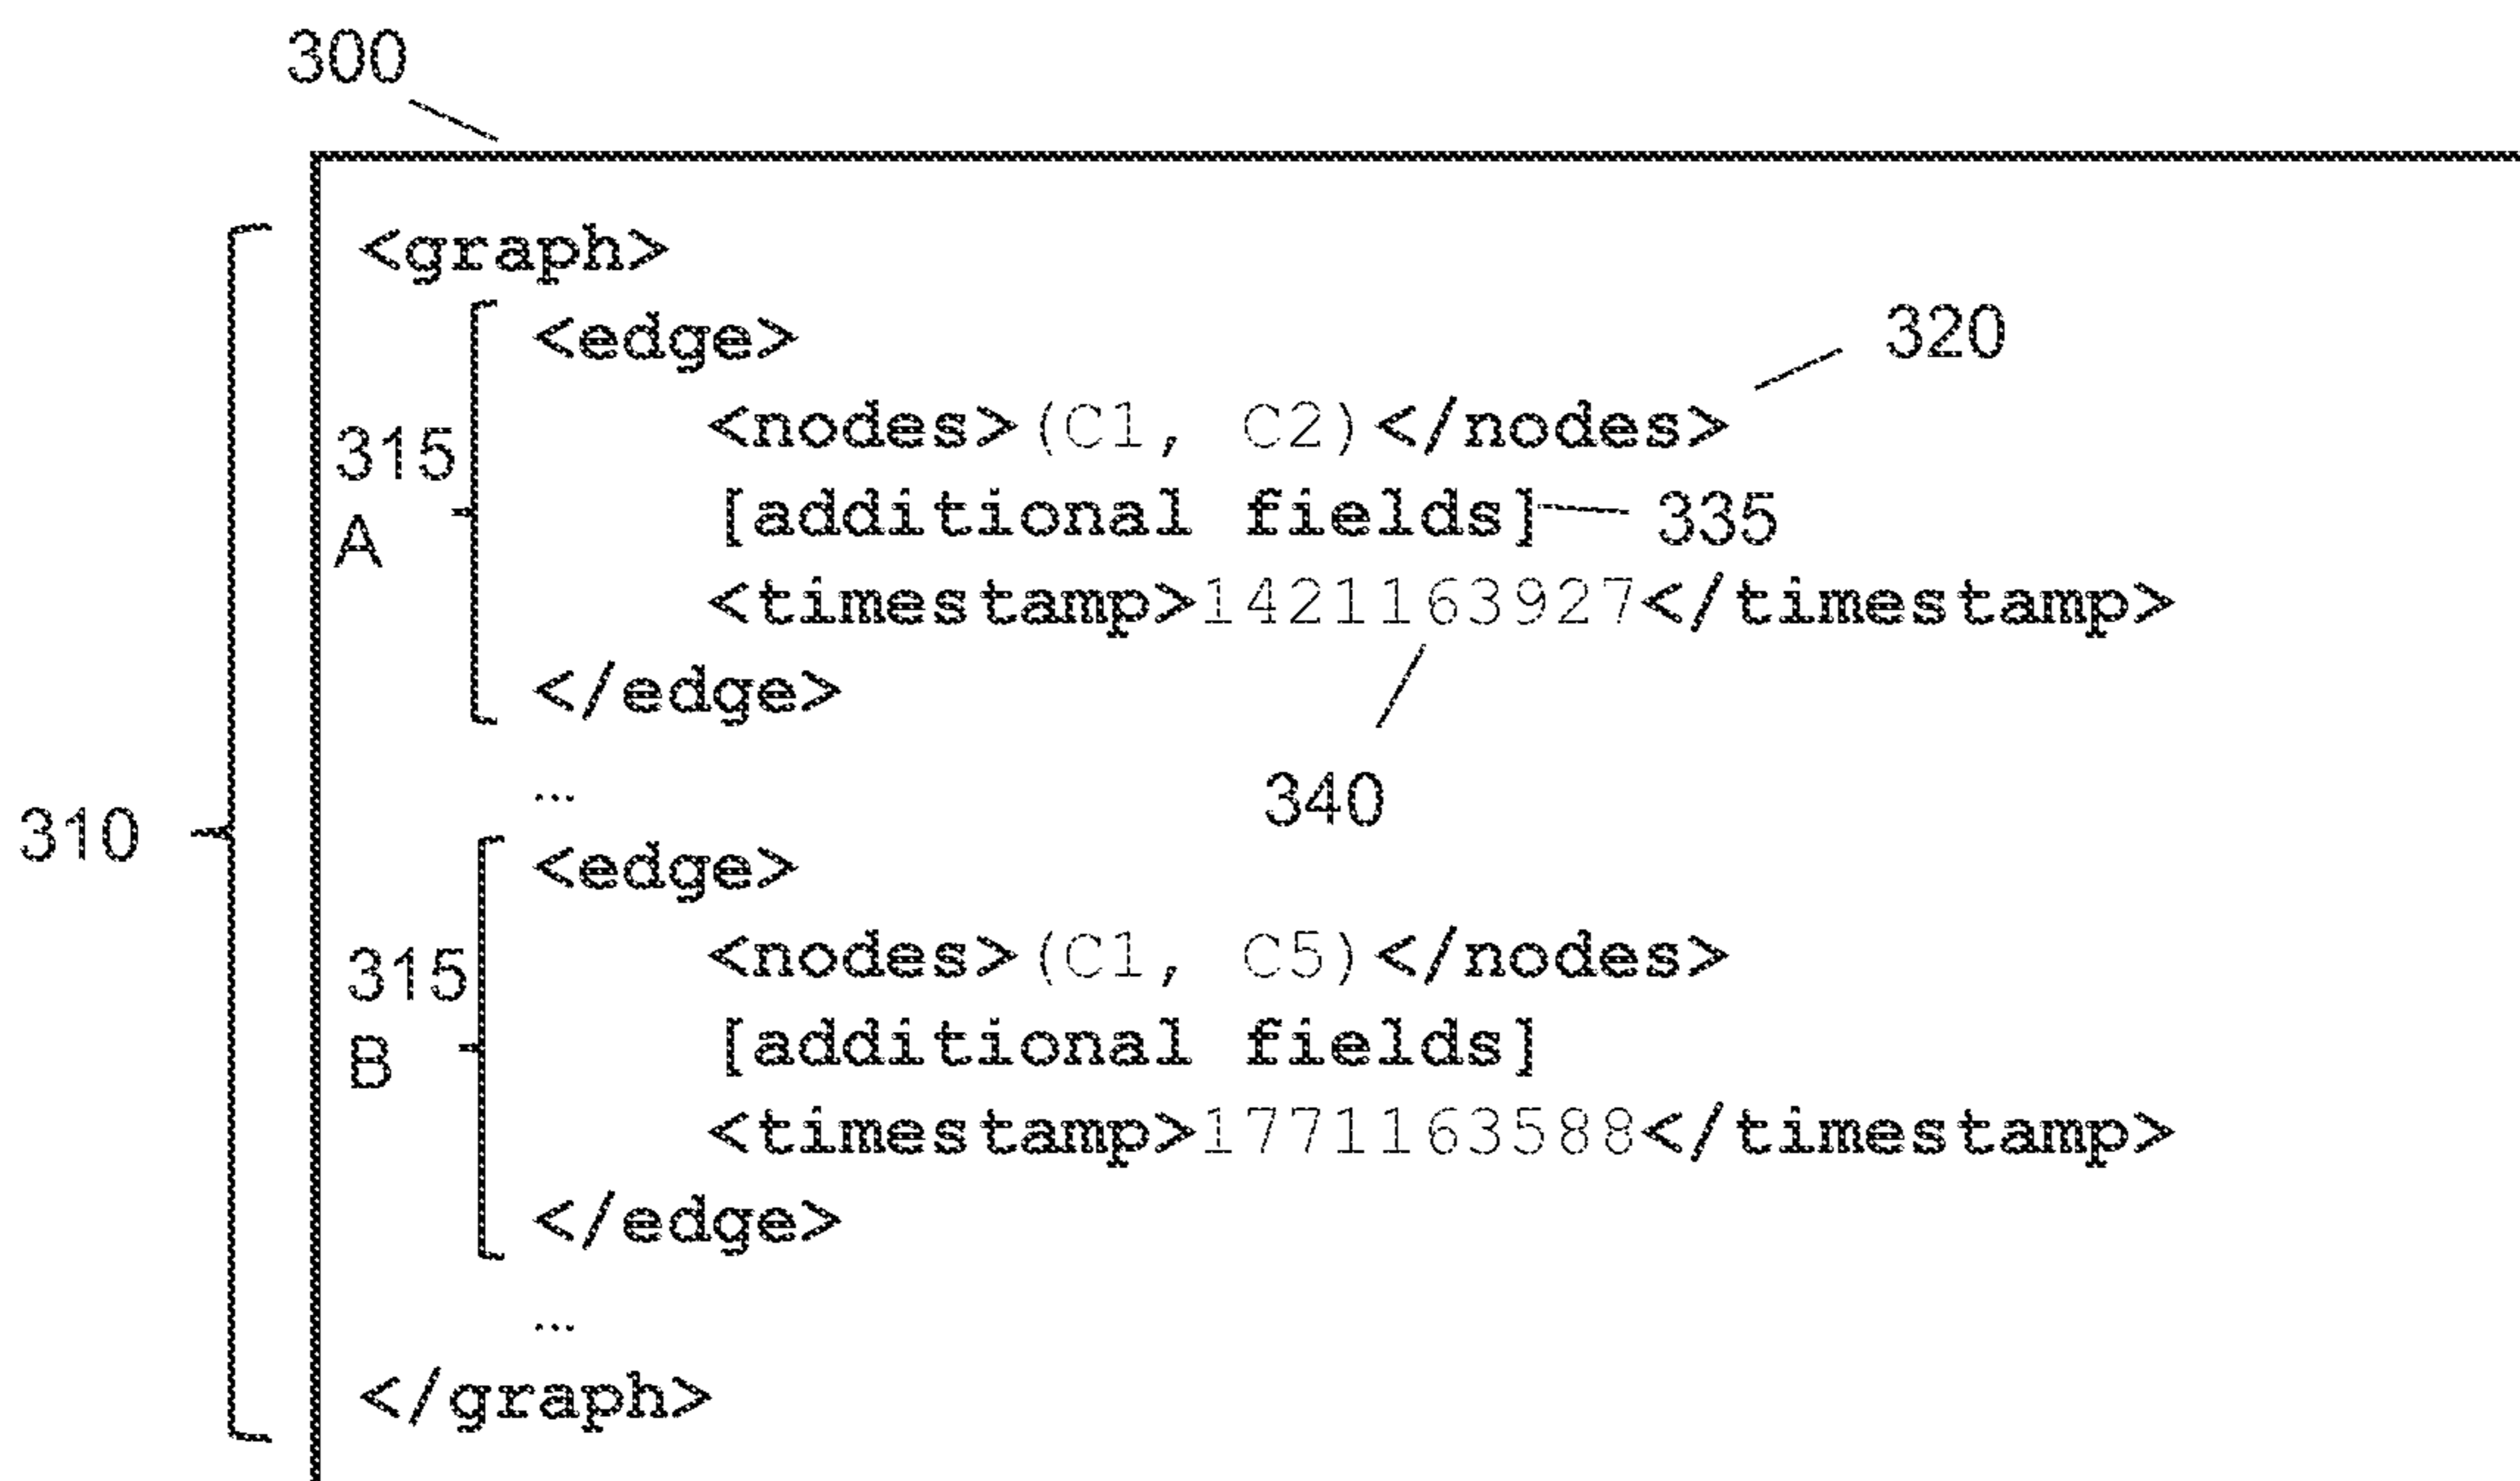 300
<graph>
<edge>
320
<nodes>(C1, C2)</nodes>
315
A
[additional fields]
335
<timestamp>1421163927</timestamp>
</edge>
...
340
310
<edge>
<nodes>(C1, C5)</nodes>
315
B
[additional fields]
<timestamp>1771163588</timestamp>
</edge>
...
</graph>